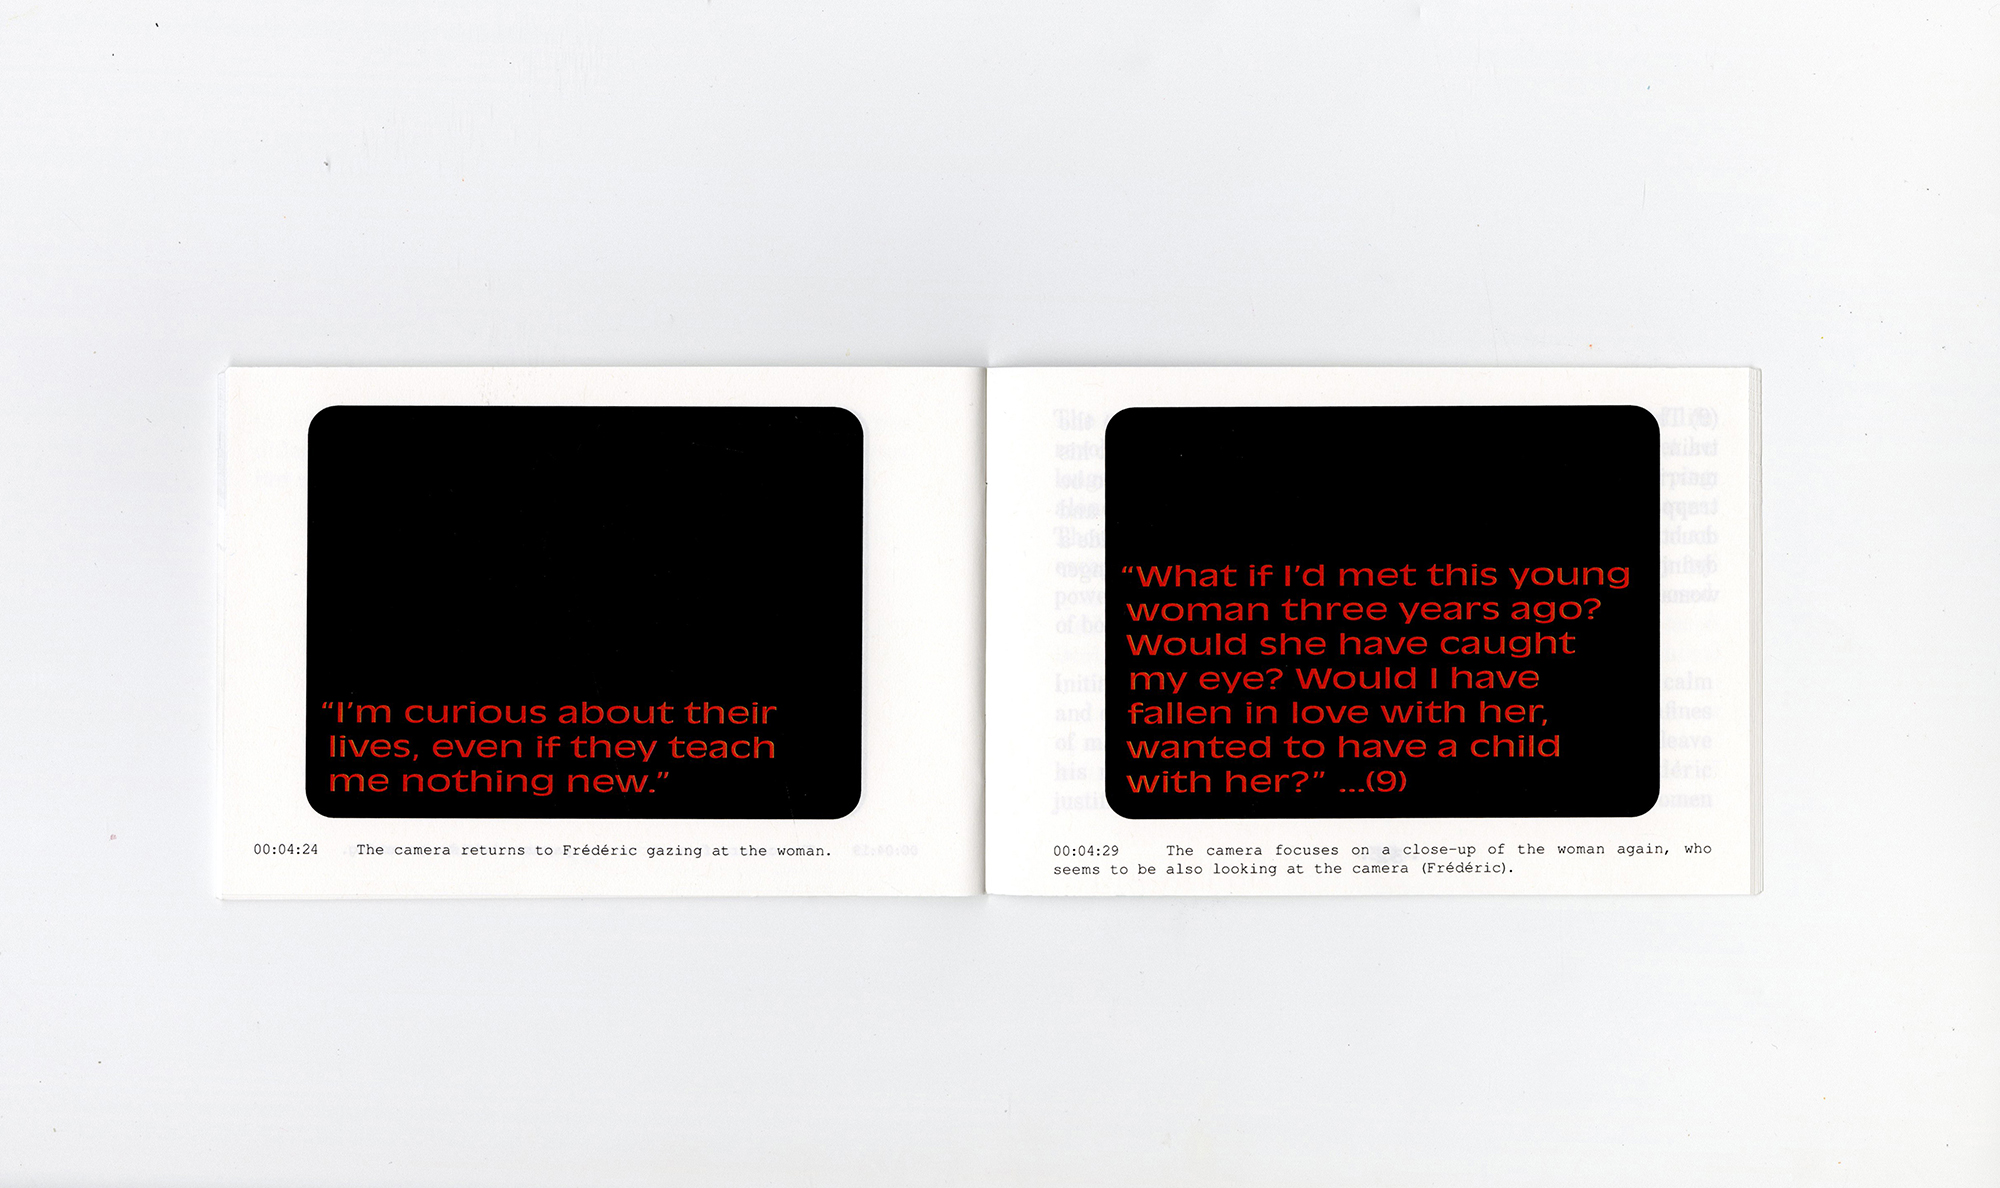 “I’m curious about their
lives, even if they teach
me nothing new.”
00:04:24 The camera returns to Frédéric gazing at the woman.
“What if I’d met this young
woman three years ago?
Would she have caught
my eye? Would I have
fallen in love with her,
wanted to have a child
with her?” ...(9)
00:04:29 The camera focuses on a close-up of the woman again, who
seems to be also looking at the camera (Frédéric).